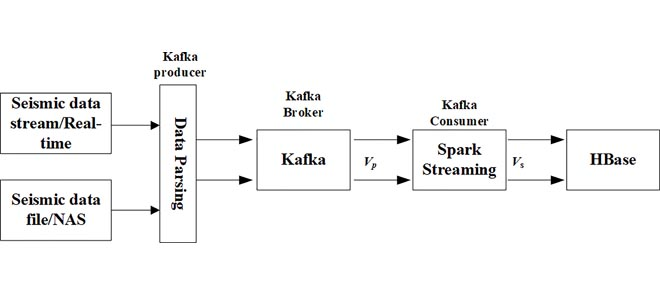 Kafka
producer
Seismic data
stream/Real-
time
Seismic data
file/NAS
Data Parsing
Kafka
Broker
Kafka
Vp
Kafka
Consumer
Spark
Streaming
Vs
HBase